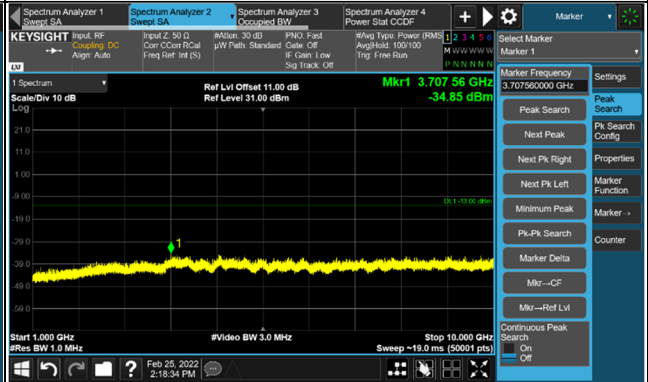 Spectrum Analyzer 1
Swept SA
Spectrum Analyzer 2
Swept SA
Spectrum Analyzer 3
Occupied BW
Spectrum Analyzer 4
Power Stat CCDF
Marker
KEYSIGHT
Input: RF
Coupling: DC
Align: Auto
Input Z: 50 Ω
Corr CCorr RCal
Freq Ref: Int (S)
#Atten: 30 dB
µW Path: Standard
PNO: Fast
Gate: Off
IF Gain: Low
Sig Track: Off
#Avg Type: Power (RMS
Avg|Hold: 100/100
Trig: Free Run
1 2 3 4 5 6
M W W W W W
P N N N N N
LXI
Select Marker
Marker 1
1 Spectrum
Scale/Div 10 dB
Log
Ref Lvl Offset 11.00 dB
Ref Level 31.00 dBm
Mkr1 3.707 56 GHz
-34.85 dBm
21.0
11.0
1.00
-9.00
-19.0
-29.0
-39.0
-49.0
-59.0
DL1 -13.00 dBm
1
Start 1.000 GHz
#Res BW 1.0 MHz
#Video BW 3.0 MHz
Stop 10.000 GHz
Sweep ~19.0 ms (50001 pts)
Marker Frequency
3.707560000 GHz
Peak Search
Next Peak
Next Pk Right
Next Pk Left
Minimum Peak
Pk-Pk Search
Marker Delta
Mkr→CF
Mkr→Ref Lvl
Continuous Peak
Search
On
Off
Settings
Peak
Search
Pk Search
Config
Properties
Marker
Function
Marker→
Counter
?
Feb 25, 2022
2:18:34 PM